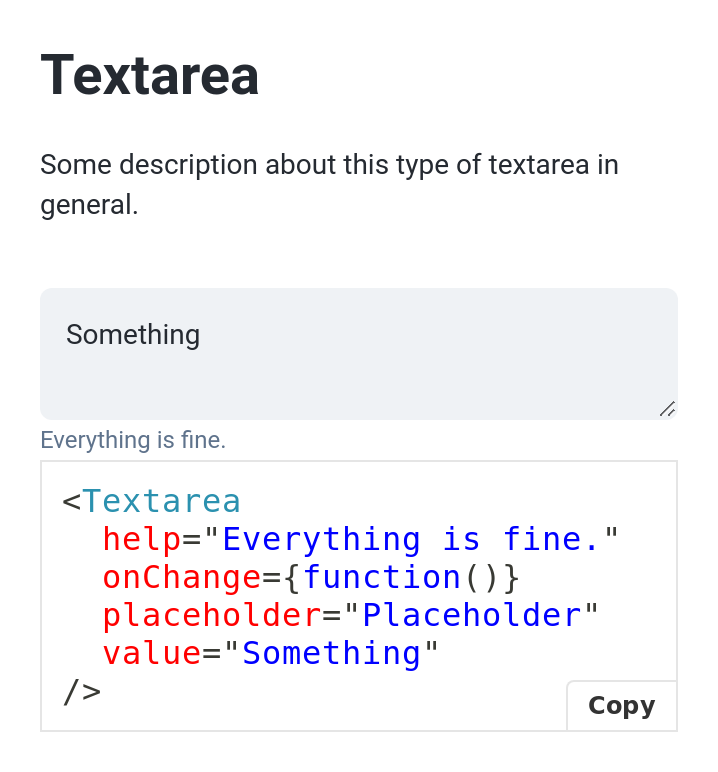 Textarea
Some description about this type of textarea in
general.
Something
Everything is fine.
<Textarea
  help="Everything is fine."
  onChange={function()}
  placeholder="Placeholder"
  value="Something"
/>
Copy